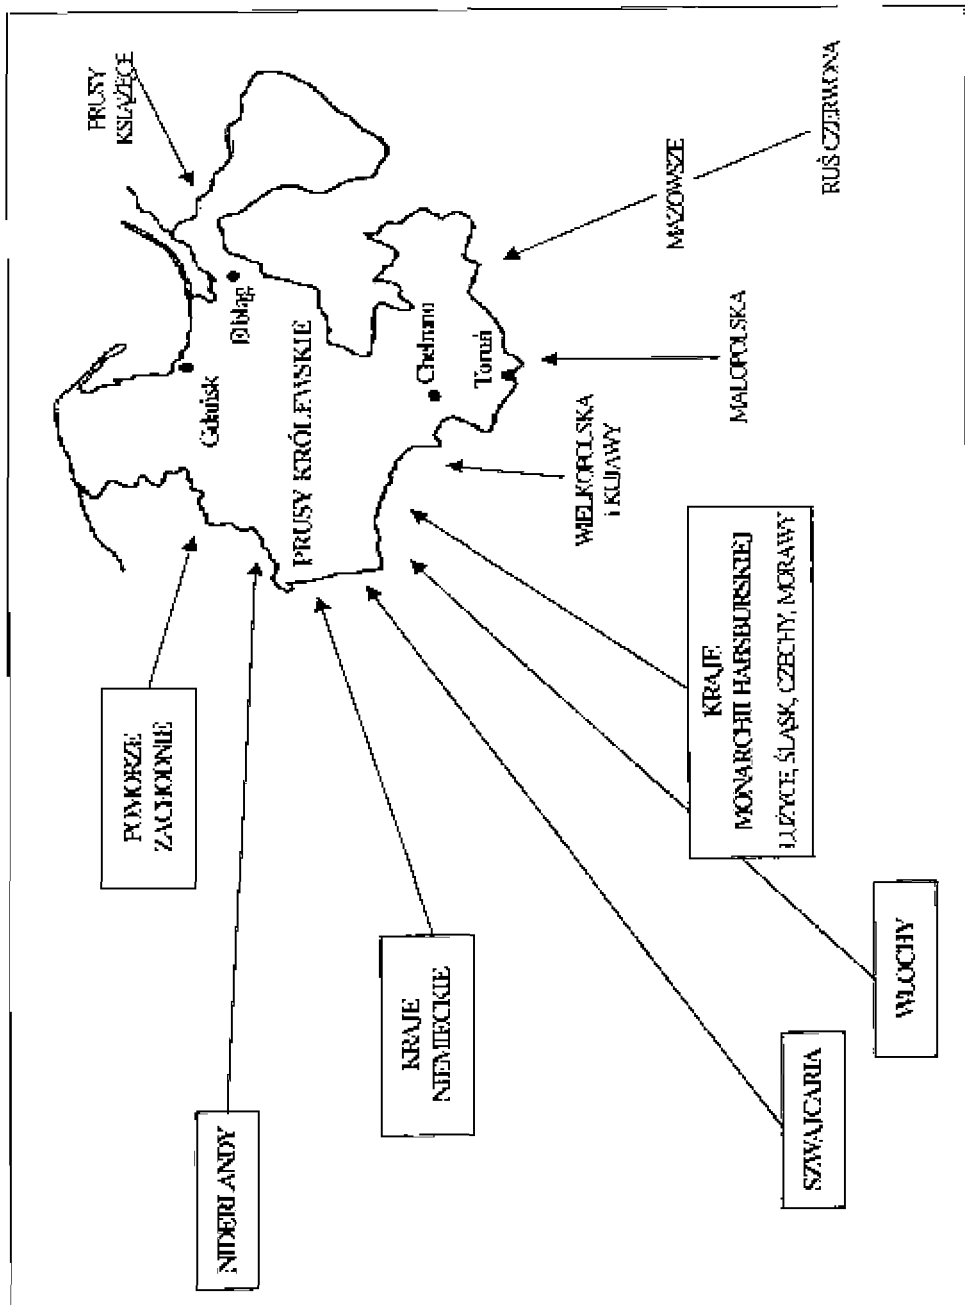 PRUSY
KSIĄŻĘCE
POMORZE
ZACHODNIE
Gdańsk
Elbląg
NIDERLANDY
PRUSY KRÓLEWSKIE
KRAJE
NIEMIECKIE
Chełmno
Toruń
MAZOWSZE
WIELKOPOLSKA
i KUJAWY
MAŁOPOLSKA
RUŚ CZERWONA
KRAJE
MONARCHII HABSBURSKIEJ
ŁUŻYCE, ŚLĄSK, CZECHY, MORAWY
SZWAJCARIA
WŁOCHY